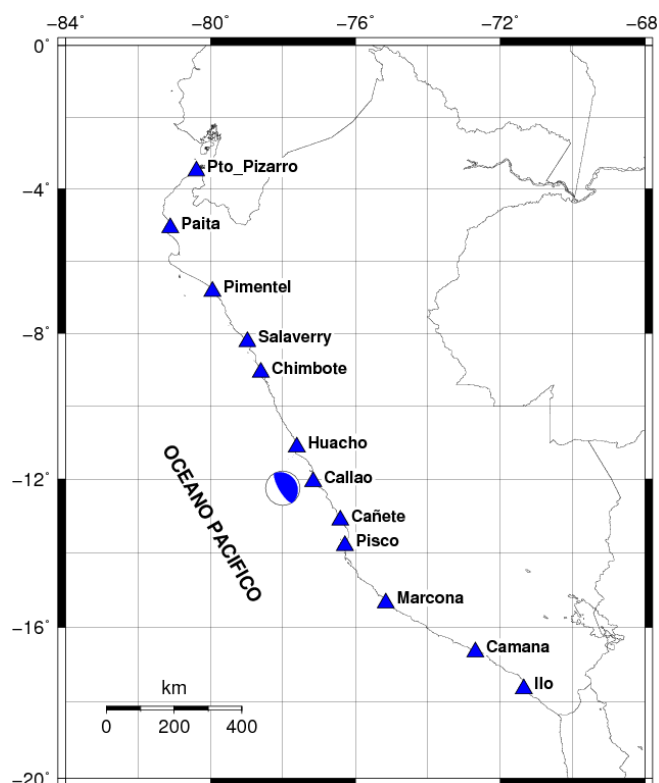 −84˚ −80˚ −76˚ −72˚ −68˚
0˚
Pto_Pizarro
−4˚
Paita
Pimentel
−8˚
Salaverry
Chimbote
Huacho
−12˚
Callao
Cañete
Pisco
OCEANO PACIFICO
Marcona
−16˚
Camana
Ilo
km
0 200 400
−20˚